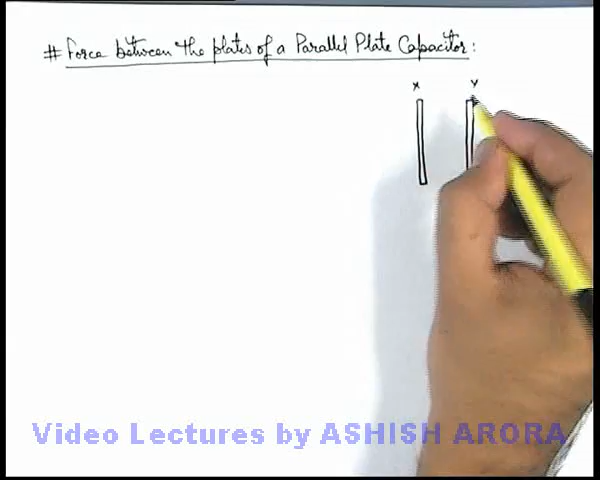 # Force between the plates of a Parallel Plate Capacitor:
X Y
Video Lectures by ASHISH ARORA